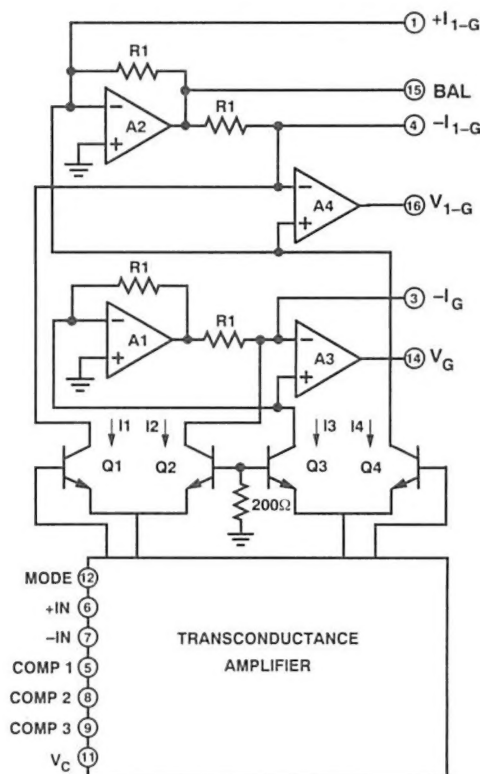 1 +I1–G
R1
15 BAL
R1
4 –I1–G
–
A2
+
–
A4
+
16 V1–G
R1
3 –IG
R1
–
A1
+
–
A3
+
14 VG
I1 I2 I3 I4
Q1 Q2 Q3 Q4
200Ω
MODE 12
+IN 6
–IN 7
COMP 1 5
COMP 2 8
COMP 3 9
VC 11
TRANSCONDUCTANCE
AMPLIFIER